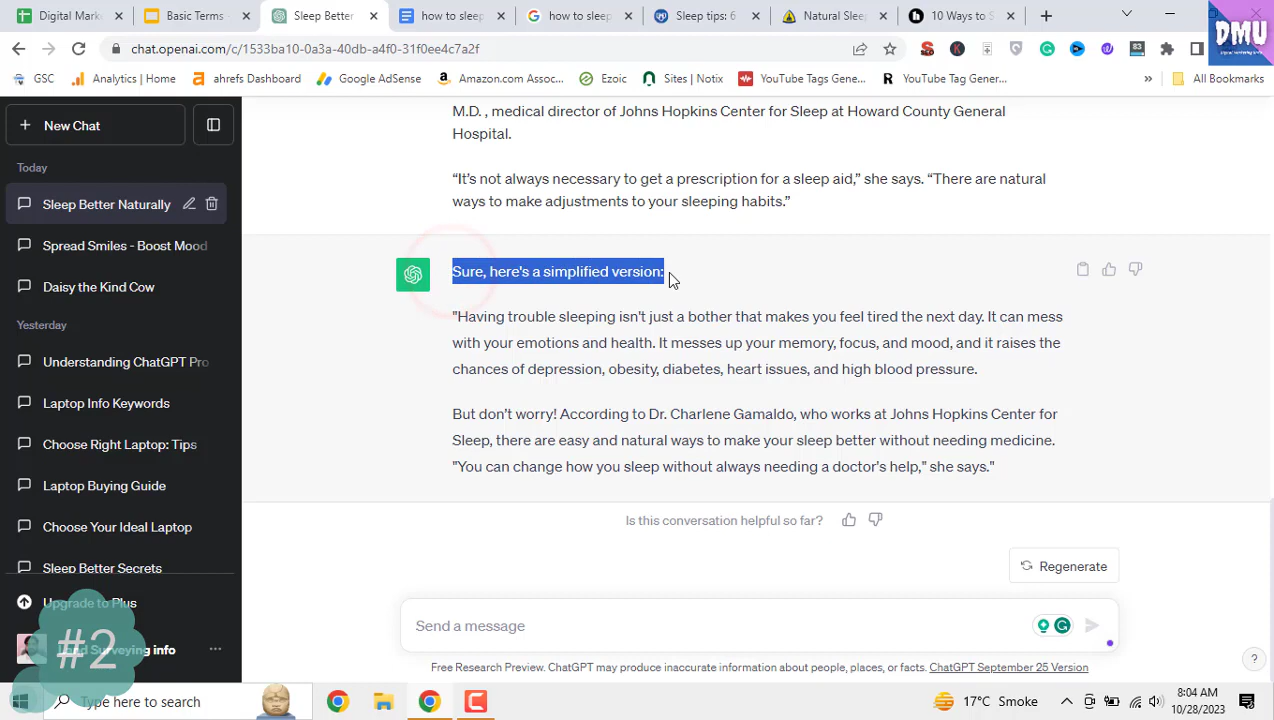 Digital Mark
Basic Terms -
Sleep Better
how to sleep
how to sleep
Sleep tips:
Natural Slee
10 Ways to S
DMU
chat.openai.com/c/1533ba10-0a3a-40db-a4f0-31f0ee4c7a2f
83
GSC
Analytics | Home
ahrefs Dashboard
Google AdSense
Amazon.com Assoc...
Ezoic
Sites | Notix
YouTube Tags Gene...
YouTube Tag Gener...
»
All Bookmarks
New Chat
Today
Sleep Better Naturally
Spread Smiles - Boost Mood
Daisy the Kind Cow
Yesterday
Understanding ChatGPT Pro
Laptop Info Keywords
Choose Right Laptop: Tips
Laptop Buying Guide
Choose Your Ideal Laptop
Sleep Better Secrets
Upgrade to Plus
Land Surveying info
#2
M.D. , medical director of Johns Hopkins Center for Sleep at Howard County General
Hospital.
“It’s not always necessary to get a prescription for a sleep aid,” she says. “There are natural
ways to make adjustments to your sleeping habits.”
Sure, here's a simplified version:
"Having trouble sleeping isn't just a bother that makes you feel tired the next day. It can mess
with your emotions and health. It messes up your memory, focus, and mood, and it raises the
chances of depression, obesity, diabetes, heart issues, and high blood pressure.
But don’t worry! According to Dr. Charlene Gamaldo, who works at Johns Hopkins Center for
Sleep, there are easy and natural ways to make your sleep better without needing medicine.
"You can change how you sleep without always needing a doctor's help," she says."
Is this conversation helpful so far?
Regenerate
Send a message
Free Research Preview. ChatGPT may produce inaccurate information about people, places, or facts. ChatGPT September 25 Version
?
Type here to search
17°C Smoke
8:04 AM
10/28/2023